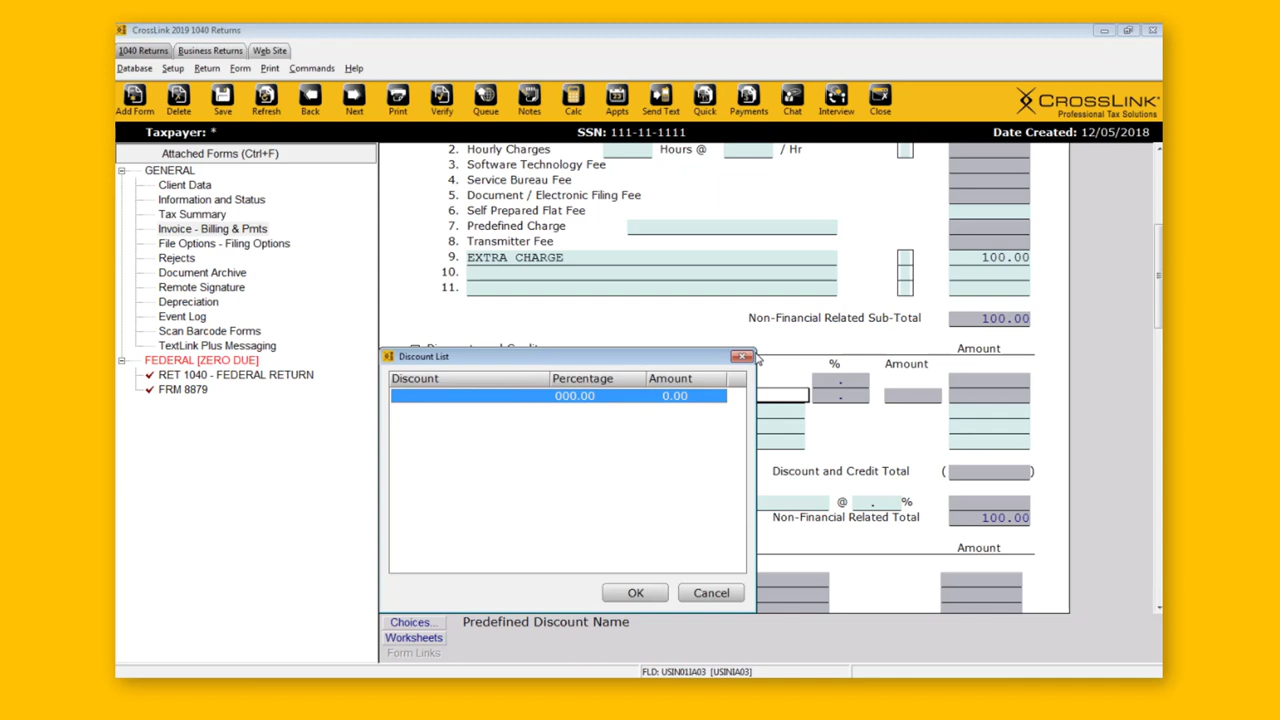 CrossLink 2019 1040 Returns
1040 Returns Business Returns Web Site
Database Setup Return Form Print Commands Help
Add Form Delete Save Refresh Back Next Print Verify Queue Notes Calc Appts Send Text Quick Payments Chat Interview Close
CROSSLINK
Professional Tax Solutions
Taxpayer: * SSN: 111-11-1111 Date Created: 12/05/2018
Attached Forms (Ctrl+F)
GENERAL
Client Data
Information and Status
Tax Summary
Invoice - Billing & Pmts
File Options - Filing Options
Rejects
Document Archive
Remote Signature
Depreciation
Event Log
Scan Barcode Forms
TextLink Plus Messaging
FEDERAL [ZERO DUE]
RET 1040 - FEDERAL RETURN
FRM 8879
2. Hourly Charges Hours @ / Hr
3. Software Technology Fee
4. Service Bureau Fee
5. Document / Electronic Filing Fee
6. Self Prepared Flat Fee
7. Predefined Charge
8. Transmitter Fee
9. EXTRA CHARGE 100.00
10.
11.
Non-Financial Related Sub-Total 100.00
Amount
% Amount
Discount and Credit Total ( )
@ . %
Non-Financial Related Total 100.00
Amount
Discount List
Discount Percentage Amount
000.00 0.00
OK Cancel
Choices... Predefined Discount Name
Worksheets
Form Links
FLD: USIN01IA03 [USINIA03]